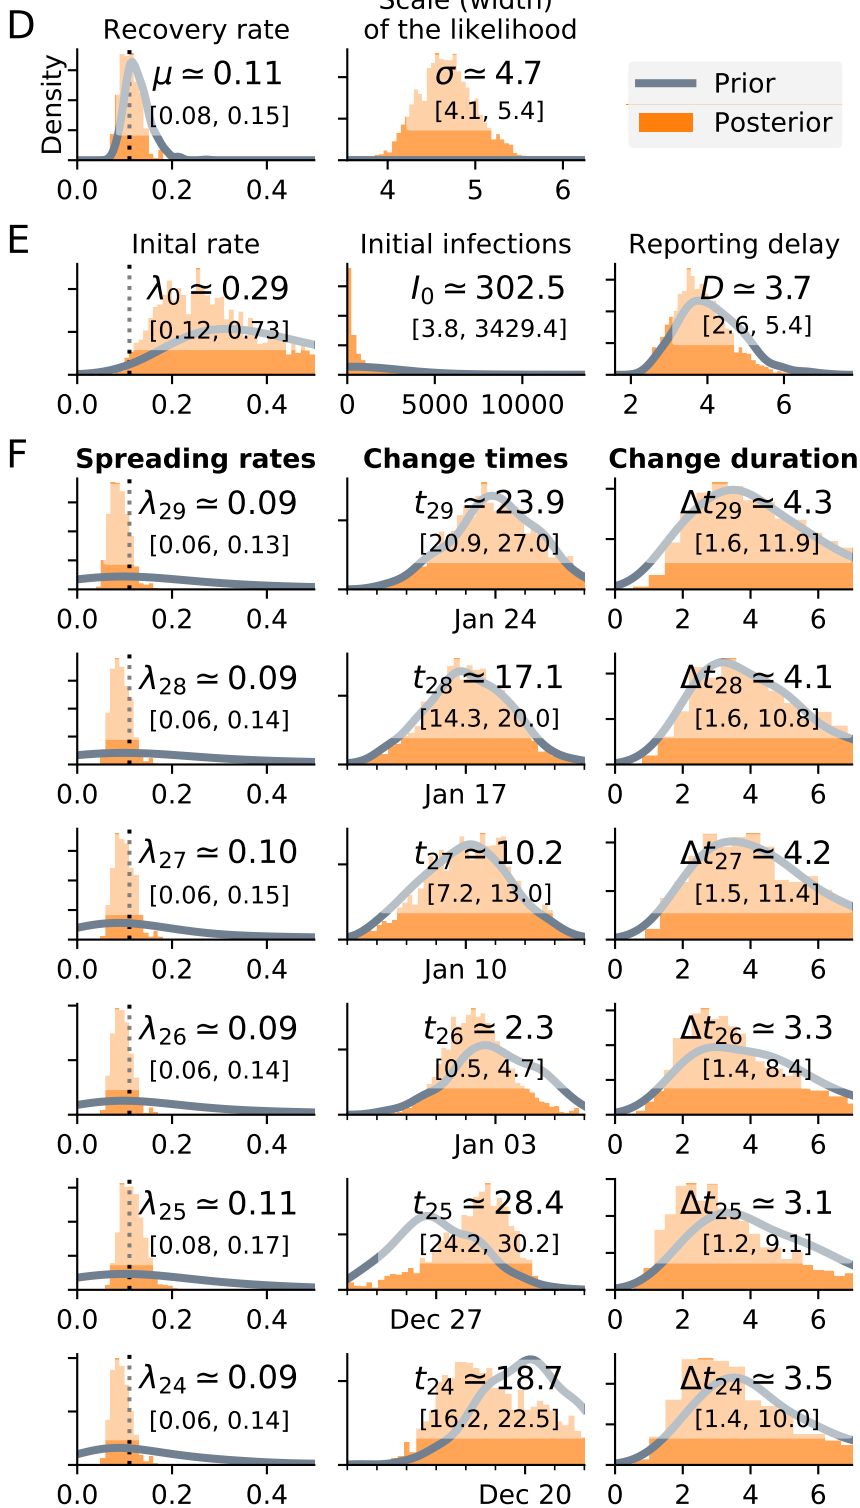 D
Recovery rate
Scale (width)
of the likelihood
Density
μ ≃ 0.11
[0.08, 0.15]
σ ≃ 4.7
[4.1, 5.4]
Prior
Posterior
0.0 0.2 0.4
4 5 6
E
Inital rate
Initial infections
Reporting delay
λ0 ≃ 0.29
[0.12, 0.73]
I0 ≃ 302.5
[3.8, 3429.4]
D ≃ 3.7
[2.6, 5.4]
0.0 0.2 0.4
0 5000 10000
2 4 6
F
Spreading rates
Change times
Change duration
λ29 ≃ 0.09
[0.06, 0.13]
t29 ≃ 23.9
[20.9, 27.0]
Δt29 ≃ 4.3
[1.6, 11.9]
0.0 0.2 0.4
Jan 24
0 2 4 6
λ28 ≃ 0.09
[0.06, 0.14]
t28 ≃ 17.1
[14.3, 20.0]
Δt28 ≃ 4.1
[1.6, 10.8]
0.0 0.2 0.4
Jan 17
0 2 4 6
λ27 ≃ 0.10
[0.06, 0.15]
t27 ≃ 10.2
[7.2, 13.0]
Δt27 ≃ 4.2
[1.5, 11.4]
0.0 0.2 0.4
Jan 10
0 2 4 6
λ26 ≃ 0.09
[0.06, 0.14]
t26 ≃ 2.3
[0.5, 4.7]
Δt26 ≃ 3.3
[1.4, 8.4]
0.0 0.2 0.4
Jan 03
0 2 4 6
λ25 ≃ 0.11
[0.08, 0.17]
t25 ≃ 28.4
[24.2, 30.2]
Δt25 ≃ 3.1
[1.2, 9.1]
0.0 0.2 0.4
Dec 27
0 2 4 6
λ24 ≃ 0.09
[0.06, 0.14]
t24 ≃ 18.7
[16.2, 22.5]
Δt24 ≃ 3.5
[1.4, 10.0]
0.0 0.2 0.4
Dec 20
0 2 4 6